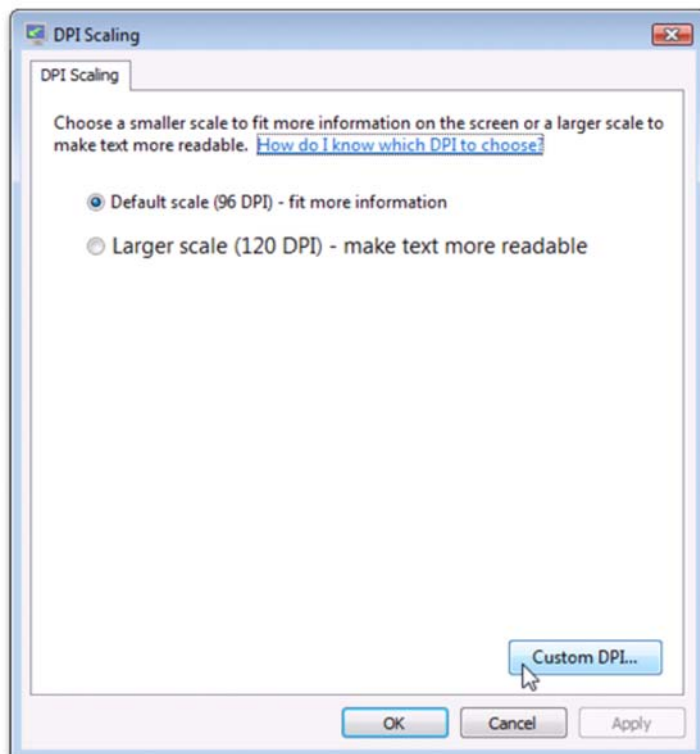 DPI Scaling
DPI Scaling
Choose a smaller scale to fit more information on the screen or a larger scale to
make text more readable. How do I know which DPI to choose?
Default scale (96 DPI) - fit more information
Larger scale (120 DPI) - make text more readable
Custom DPI...
OK Cancel Apply